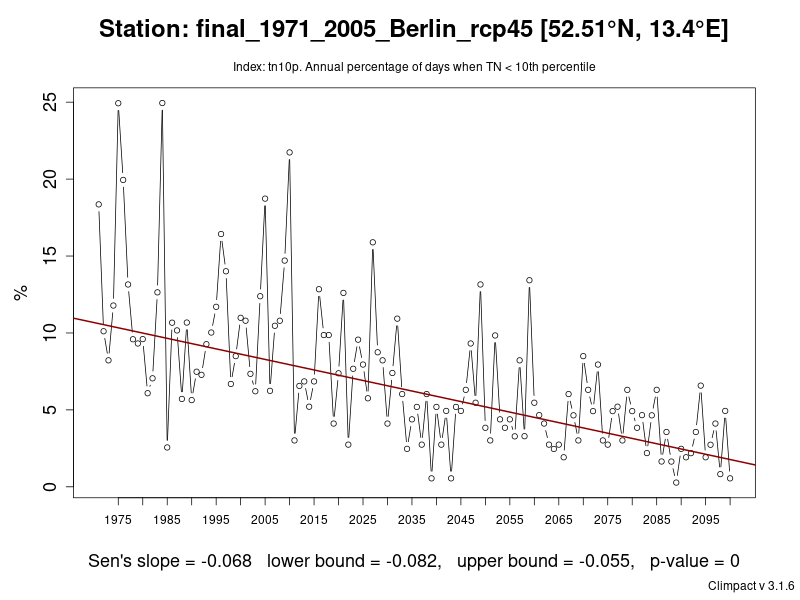 Station: final_1971_2005_Berlin_rcp45 [52.51°N, 13.4°E]
Index: tn10p. Annual percentage of days when TN < 10th percentile
25
20
15
10
5
0
%
1975 1985 1995 2005 2015 2025 2035 2045 2055 2065 2075 2085 2095
Sen's slope = -0.068 lower bound = -0.082, upper bound = -0.055, p-value = 0
Climpact v 3.1.6